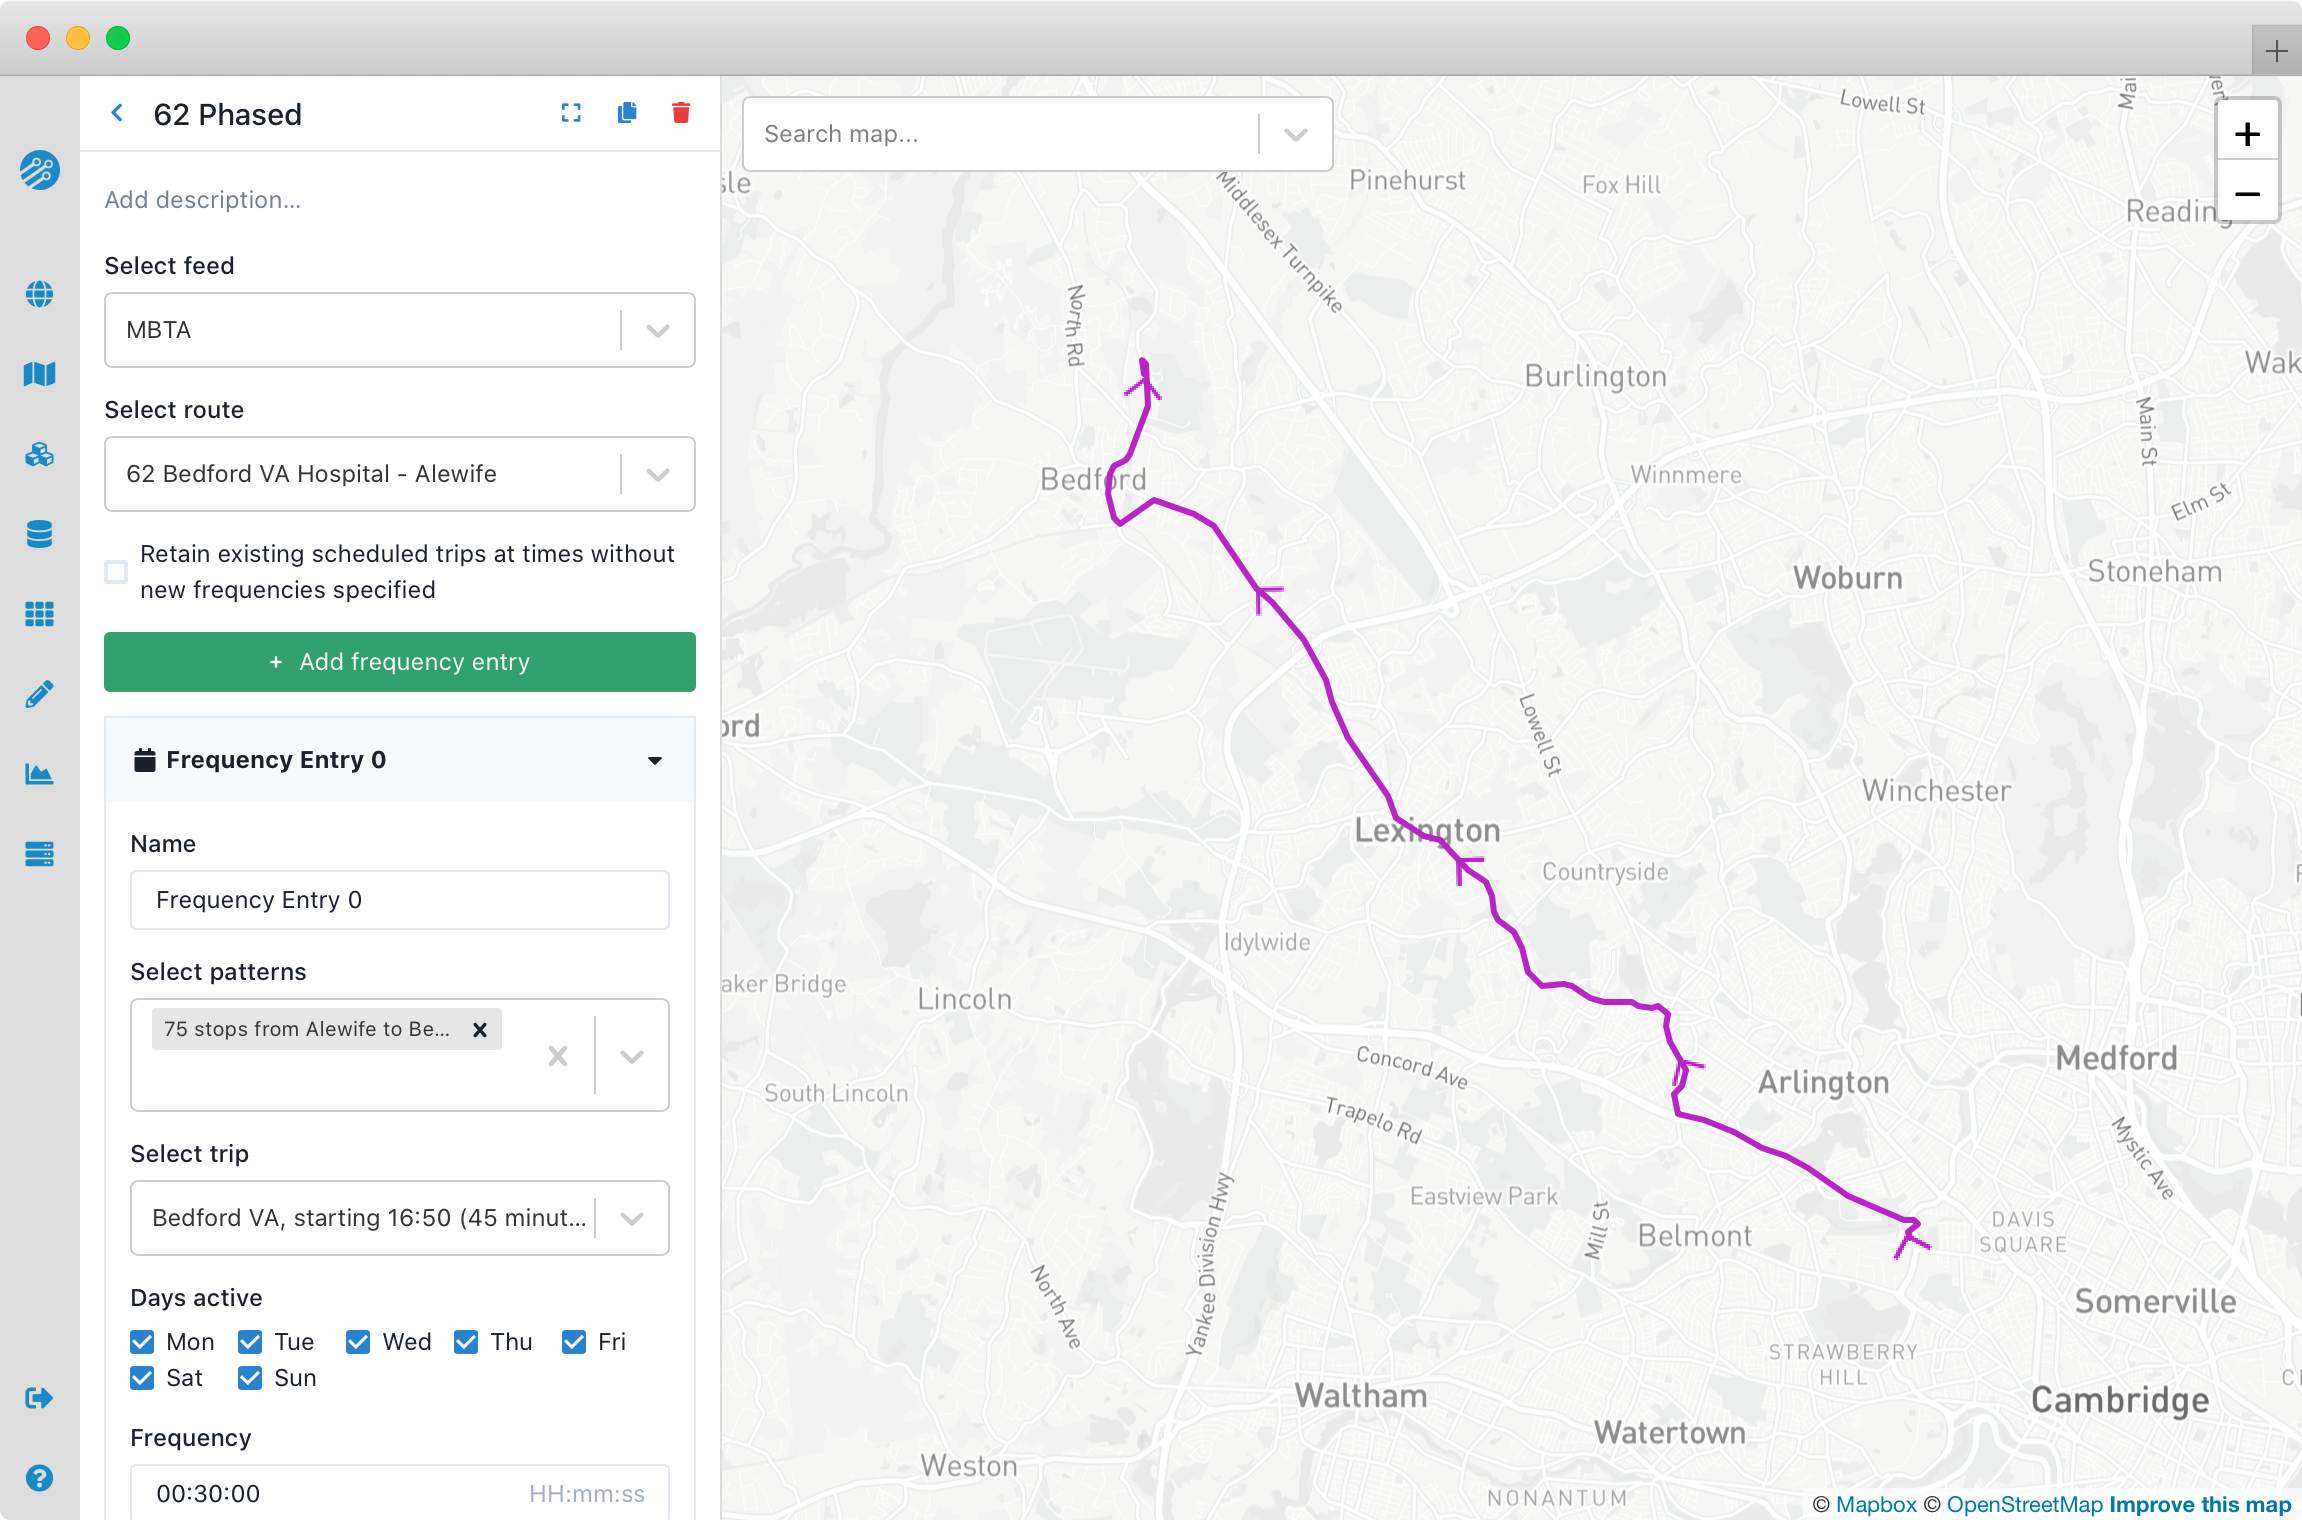 62 Phased
Add description...
Select feed
MBTA
Select route
62 Bedford VA Hospital - Alewife
Retain existing scheduled trips at times without
new frequencies specified
+ Add frequency entry
Frequency Entry 0
Name
Frequency Entry 0
Select patterns
75 stops from Alewife to Be...
Select trip
Bedford VA, starting 16:50 (45 minut...
Days active
Mon Tue Wed Thu Fri
Sat Sun
Frequency
00:30:00 HH:mm:ss
Search map...
+
−
Lowell St
Pinehurst
Fox Hill
Reading
Middlesex Turnpike
North Rd
Burlington
Main St
Bedford
Winnmere
Elm St
Woburn
Stoneham
Lowell St
Winchester
Lexington
Countryside
Idylwide
Lincoln
South Lincoln
Concord Ave
Trapelo Rd
Arlington
Medford
Mystic Ave
Eastview Park
Mill St
Belmont
DAVIS
SQUARE
Yankee Division Hwy
North Ave
Somerville
STRAWBERRY
HILL
Waltham
Cambridge
Watertown
Weston
NONANTUM
© Mapbox © OpenStreetMap Improve this map